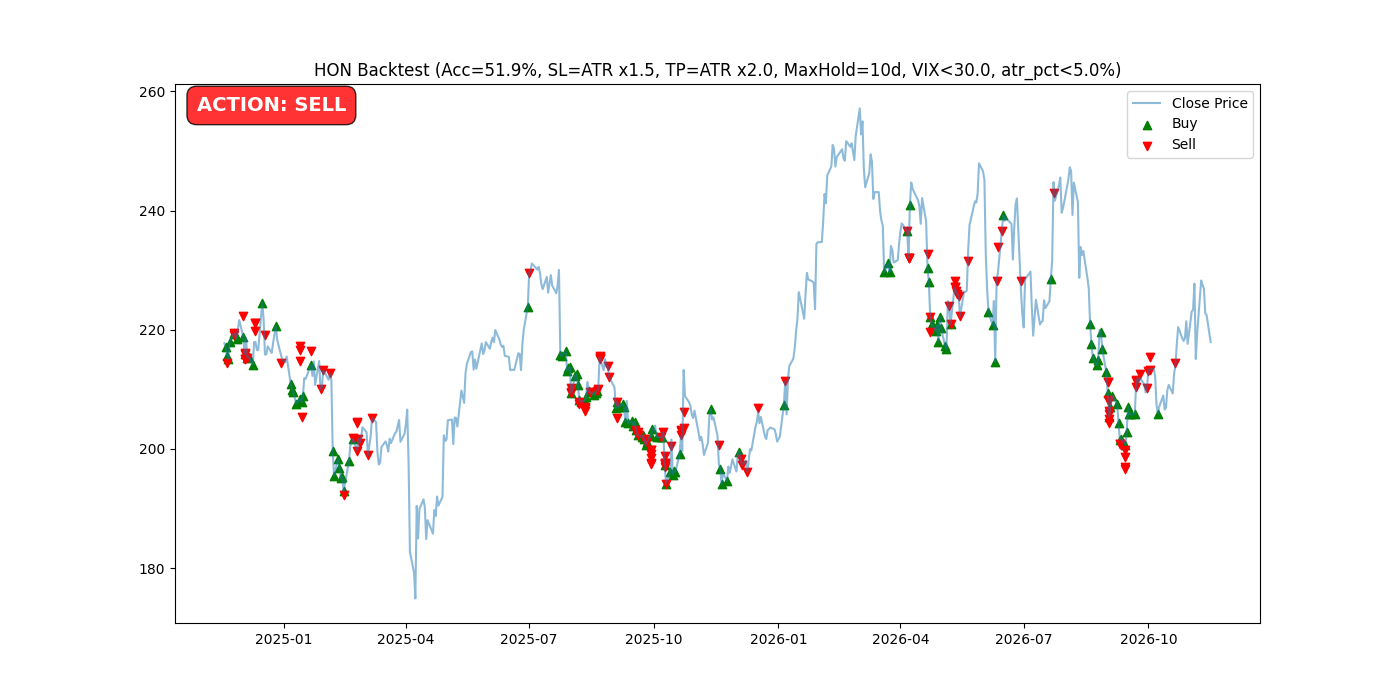 HON Backtest (Acc=51.9%, SL=ATR x1.5, TP=ATR x2.0, MaxHold=10d, VIX<30.0, atr_pct<5.0%)
ACTION: SELL
Close Price
Buy
Sell
260
240
220
200
180
2025-01
2025-04
2025-07
2025-10
2026-01
2026-04
2026-07
2026-10